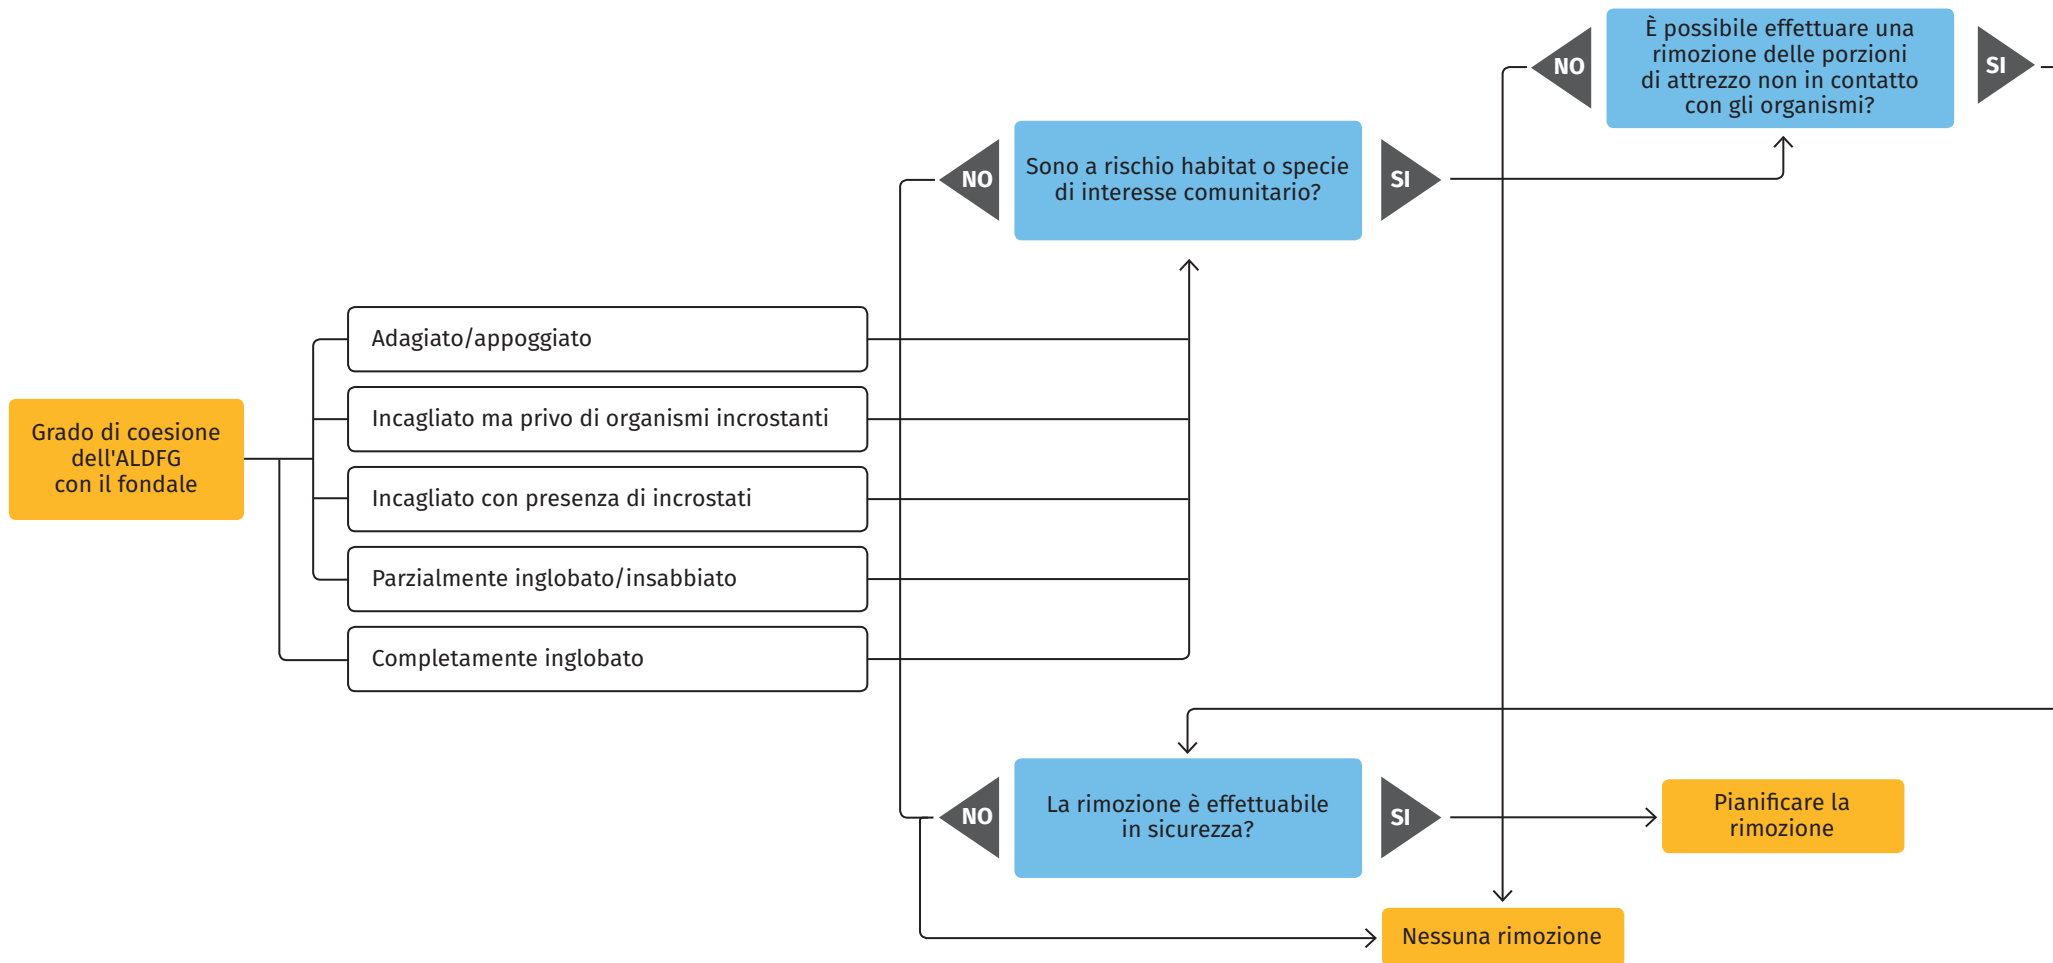 È possibile effettuare una
rimozione delle porzioni
di attrezzo non in contatto
con gli organismi?
NO
SI
Sono a rischio habitat o specie
di interesse comunitario?
NO
SI
Adagiato/appoggiato
Incagliato ma privo di organismi incrostanti
Grado di coesione
dell'ALDFG
con il fondale
Incagliato con presenza di incrostati
Parzialmente inglobato/insabbiato
Completamente inglobato
La rimozione è effettuabile
in sicurezza?
NO
SI
Pianificare la
rimozione
Nessuna rimozione